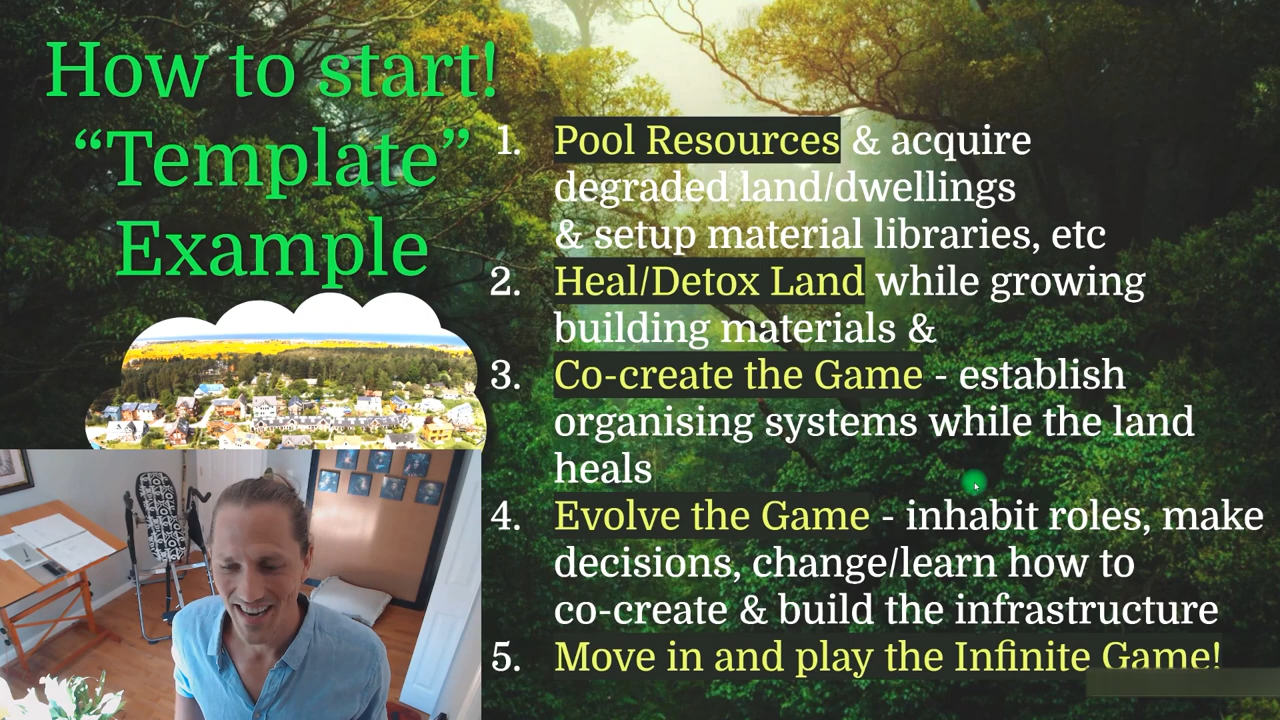 How to start!
“Template”
Example
1. Pool Resources & acquire
degraded land/dwellings
& setup material libraries, etc
2. Heal/Detox Land while growing
building materials &
3. Co-create the Game - establish
organising systems while the land
heals
4. Evolve the Game - inhabit roles, make
decisions, change/learn how to
co-create & build the infrastructure
5. Move in and play the Infinite Game!